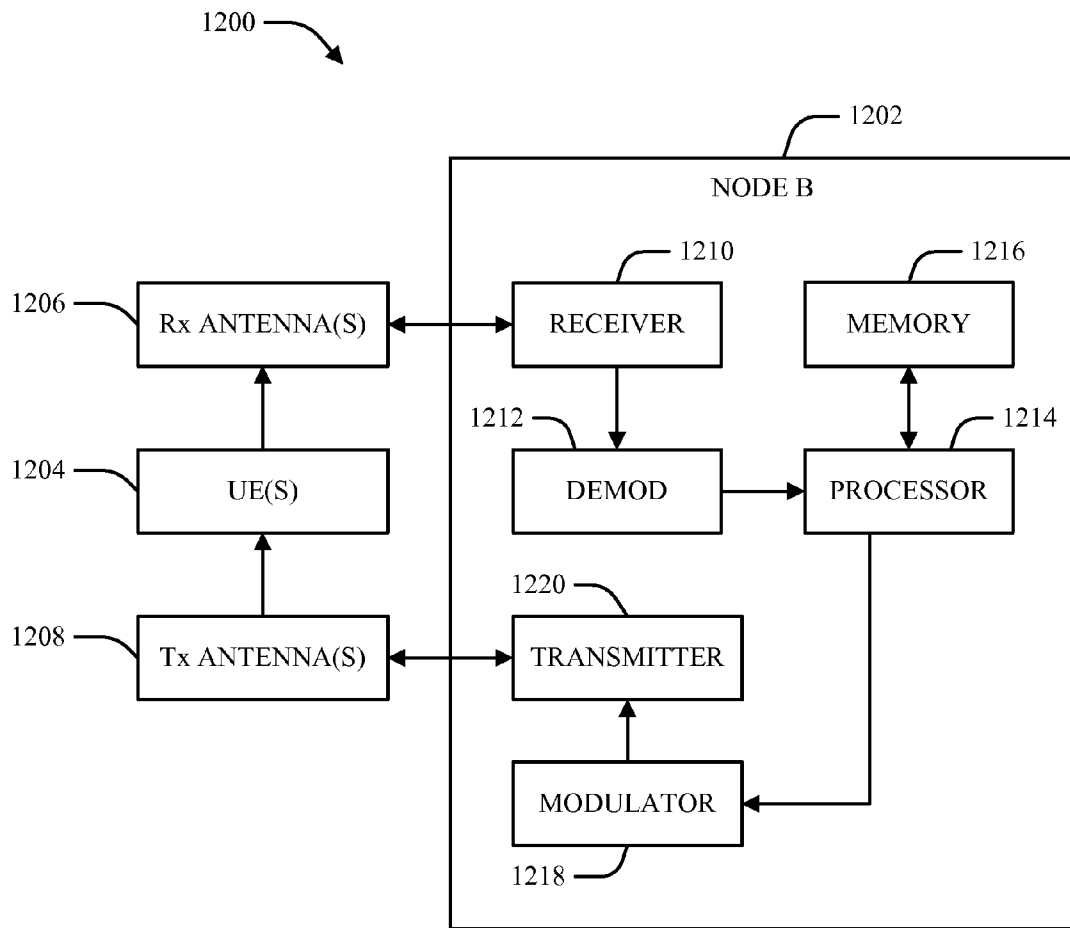 1200
1202
NODE B
1210
1216
1206
Rx ANTENNA(S)
RECEIVER
MEMORY
1212
1214
1204
UE(S)
DEMOD
PROCESSOR
1220
1208
Tx ANTENNA(S)
TRANSMITTER
MODULATOR
1218